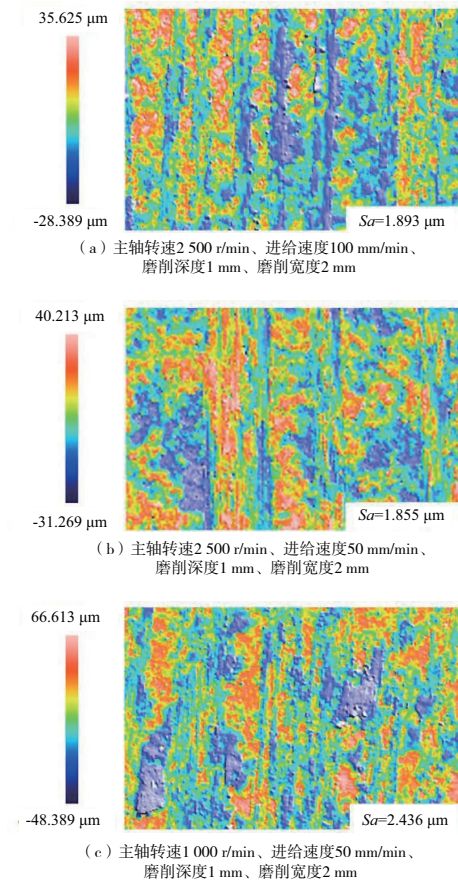 35.625 μm
-28.389 μm
Sa=1.893 μm
（a）主轴转速2 500 r/min、进给速度100 mm/min、
磨削深度1 mm、磨削宽度2 mm
40.213 μm
-31.269 μm
Sa=1.855 μm
（b）主轴转速2 500 r/min、进给速度50 mm/min、
磨削深度1 mm、磨削宽度2 mm
66.613 μm
-48.389 μm
Sa=2.436 μm
（c）主轴转速1 000 r/min、进给速度50 mm/min、
磨削深度1 mm、磨削宽度2 mm